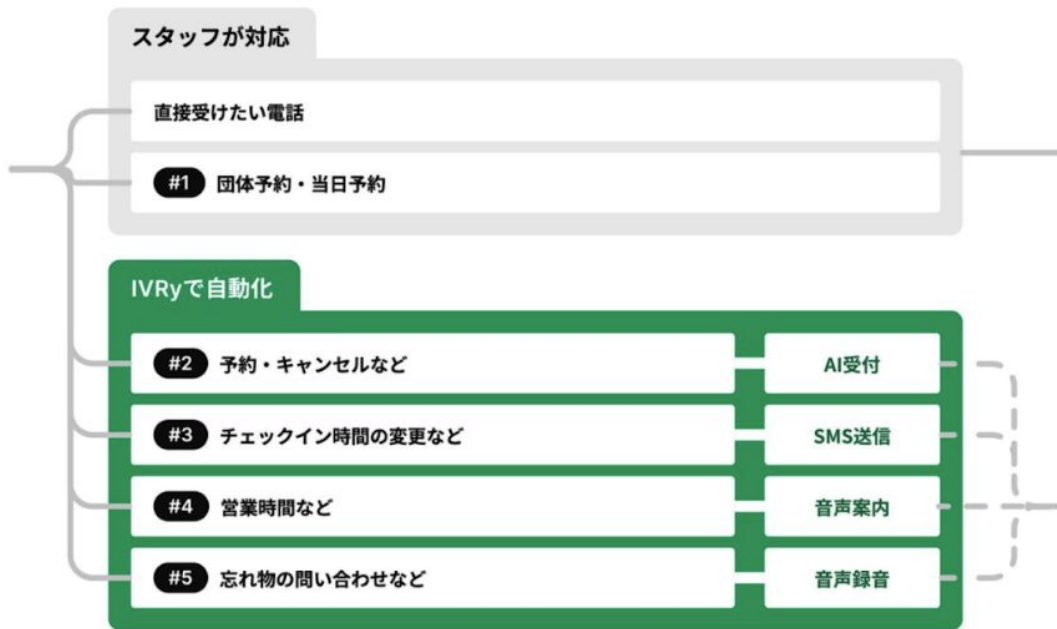 スタッフが対応
直接受けたい電話
#1 団体予約・当日予約
IVRyで自動化
#2 予約・キャンセルなど AI受付
#3 チェックイン時間の変更など SMS送信
#4 営業時間など 音声案内
#5 忘れ物の問い合わせなど 音声録音